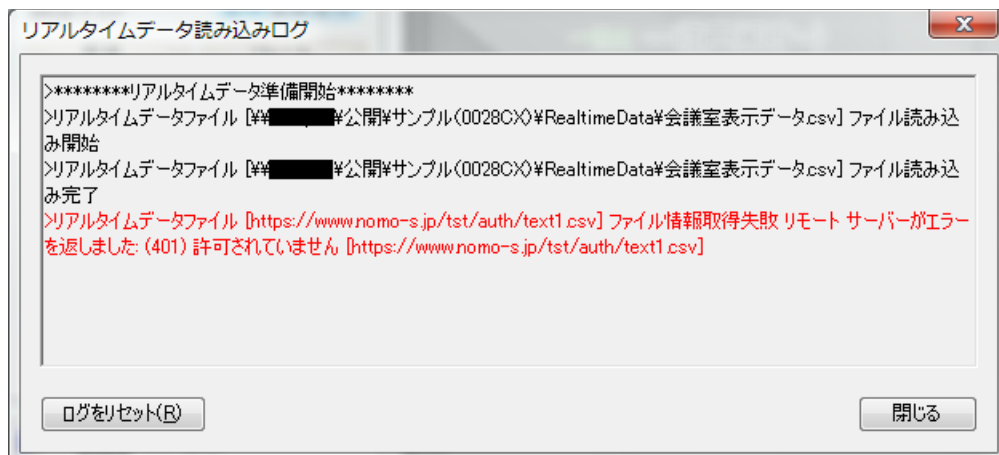 リアルタイムデータ読み込みログ
>********リアルタイムデータ準備開始********
>リアルタイムデータファイル [¥¥ ¥公開¥サンプル(0028CX)¥RealtimeData¥会議室表示データ.csv] ファイル読み込
み開始
>リアルタイムデータファイル [¥¥ ¥公開¥サンプル(0028CX)¥RealtimeData¥会議室表示データ.csv] ファイル読み込
み完了
>リアルタイムデータファイル [https://www.nomo-s.jp/tst/auth/text1.csv] ファイル情報取得失敗 リモート サーバーがエラー
を返しました: (401) 許可されていません [https://www.nomo-s.jp/tst/auth/text1.csv]
ログをリセット(R)
閉じる